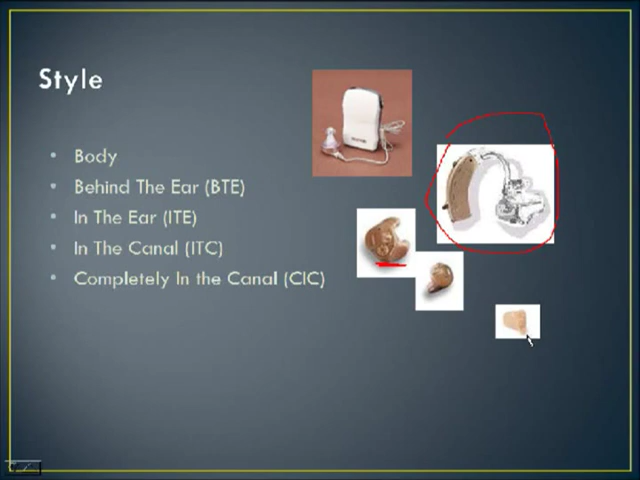 Style
• Body
• Behind The Ear (BTE)
• In The Ear (ITE)
• In The Canal (ITC)
• Completely In the Canal (CIC)